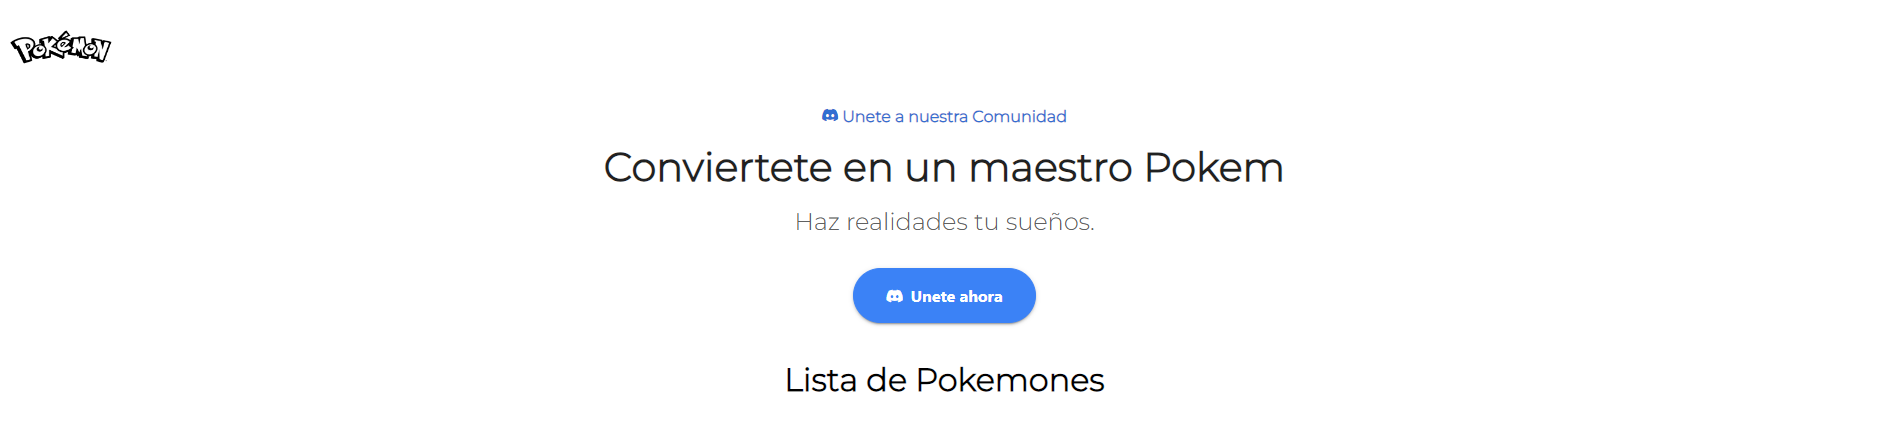 Pokémon
Unete a nuestra Comunidad
Conviertete en un maestro Pokem
Haz realidades tu sueños.
Unete ahora
Lista de Pokemones